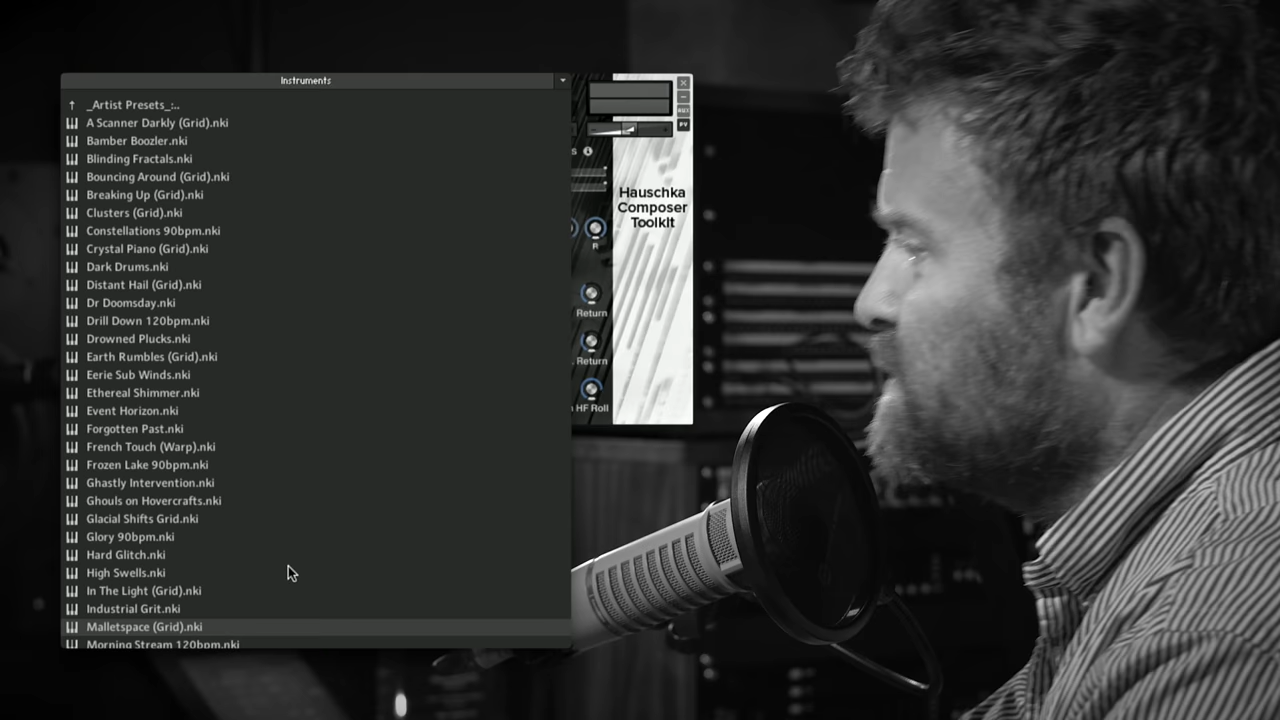 Instruments
_Artist Presets_:..
A Scanner Darkly (Grid).nki
Bamber Boozler.nki
Blinding Fractals.nki
Bouncing Around (Grid).nki
Breaking Up (Grid).nki
Clusters (Grid).nki
Constellations 90bpm.nki
Crystal Piano (Grid).nki
Dark Drums.nki
Distant Hail (Grid).nki
Dr Doomsday.nki
Drill Down 120bpm.nki
Drowned Plucks.nki
Earth Rumbles (Grid).nki
Eerie Sub Winds.nki
Ethereal Shimmer.nki
Event Horizon.nki
Forgotten Past.nki
French Touch (Warp).nki
Frozen Lake 90bpm.nki
Ghastly Intervention.nki
Ghouls on Hovercrafts.nki
Glacial Shifts Grid.nki
Glory 90bpm.nki
Hard Glitch.nki
High Swells.nki
In The Light (Grid).nki
Industrial Grit.nki
Malletspace (Grid).nki
Morning Stream 120bpm.nki
AUX
PV
R
Return
Return
HF Roll
Hauschka
Composer
Toolkit